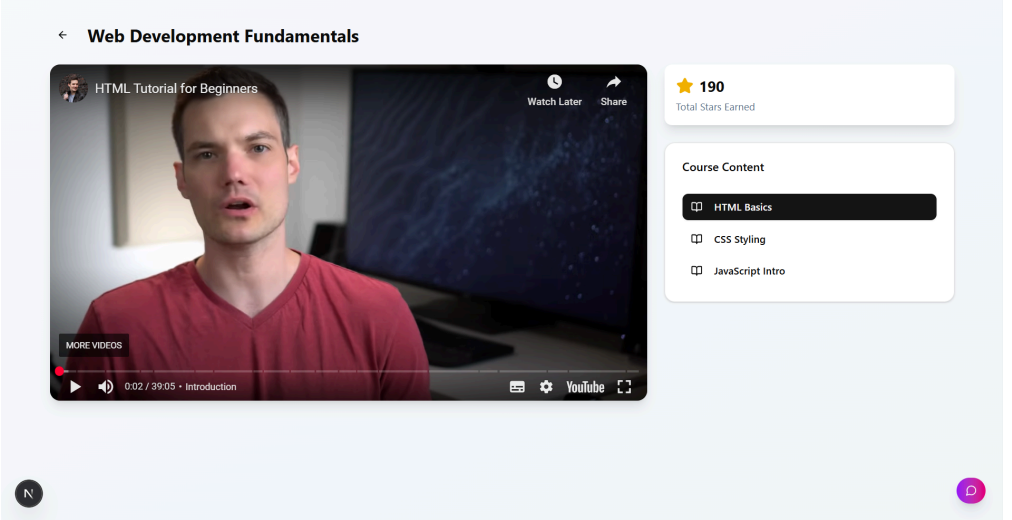 Web Development Fundamentals
HTML Tutorial for Beginners
Watch Later
Share
MORE VIDEOS
0:02 / 39:05 • Introduction
YouTube
190
Total Stars Earned
Course Content
HTML Basics
CSS Styling
JavaScript Intro
N